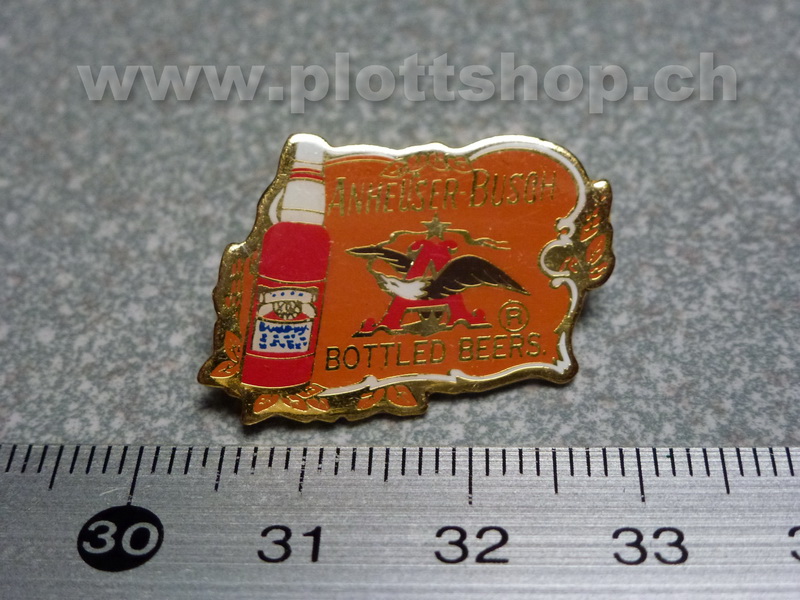 www.plottshop.ch
ANHEUSER-BUSCH
A
®
BOTTLED BEERS.
30 31 32 33